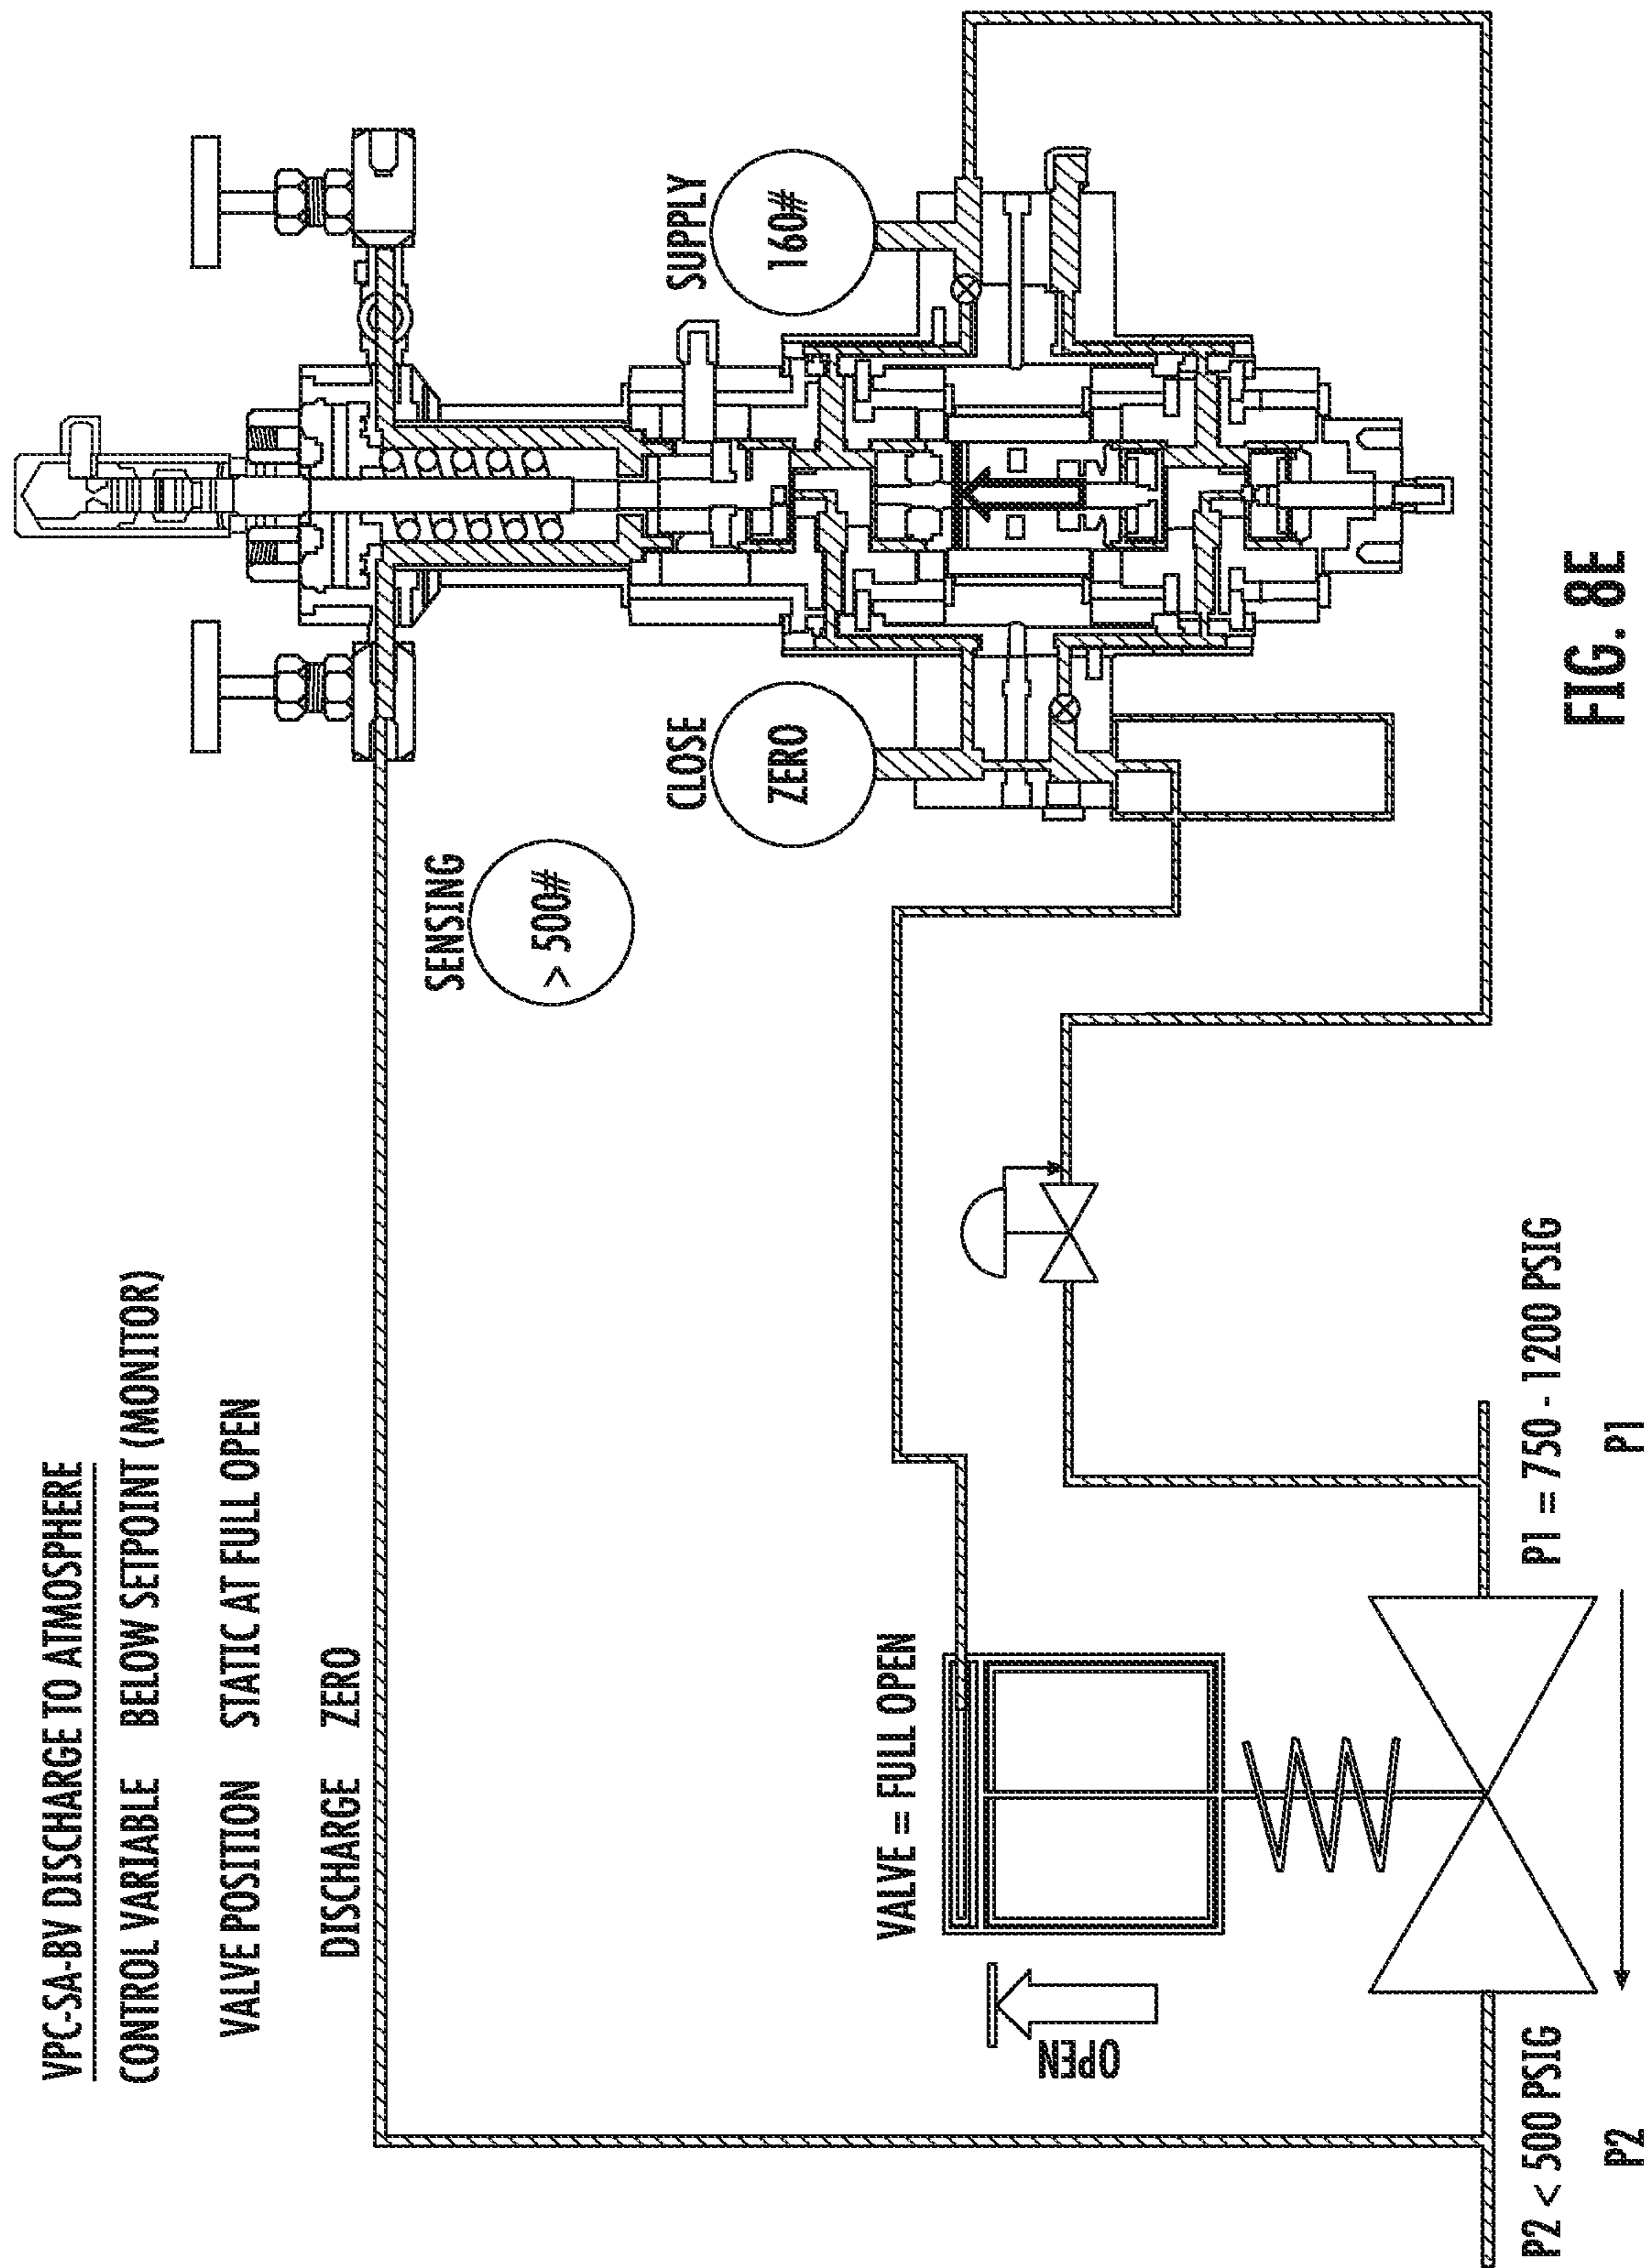 VPC-SA-BV DISCHARGE TO ATMOSPHERE
CONTROL VARIABLE BELOW SETPOINT (MONITOR)
VALVE POSITION STATIC AT FULL OPEN
DISCHARGE ZERO
SENSING
> 500#
CLOSE
ZERO
SUPPLY
160#
VALVE = FULL OPEN
OPEN
P2 < 500 PSIG
P1 = 750 - 1200 PSIG
P2
P1
FIG. 8E